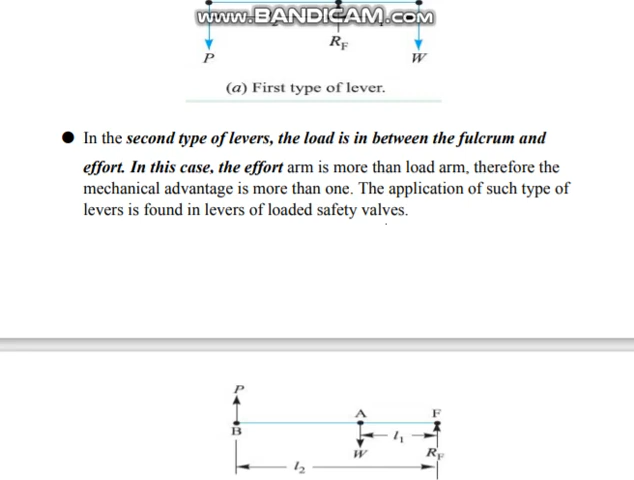 www.BANDICAM.COM
R_F
P W
(a) First type of lever.
● In the second type of levers, the load is in between the fulcrum and
effort. In this case, the effort arm is more than load arm, therefore the
mechanical advantage is more than one. The application of such type of
levers is found in levers of loaded safety valves.
P
A F
B
l₁
W R_F
l₂